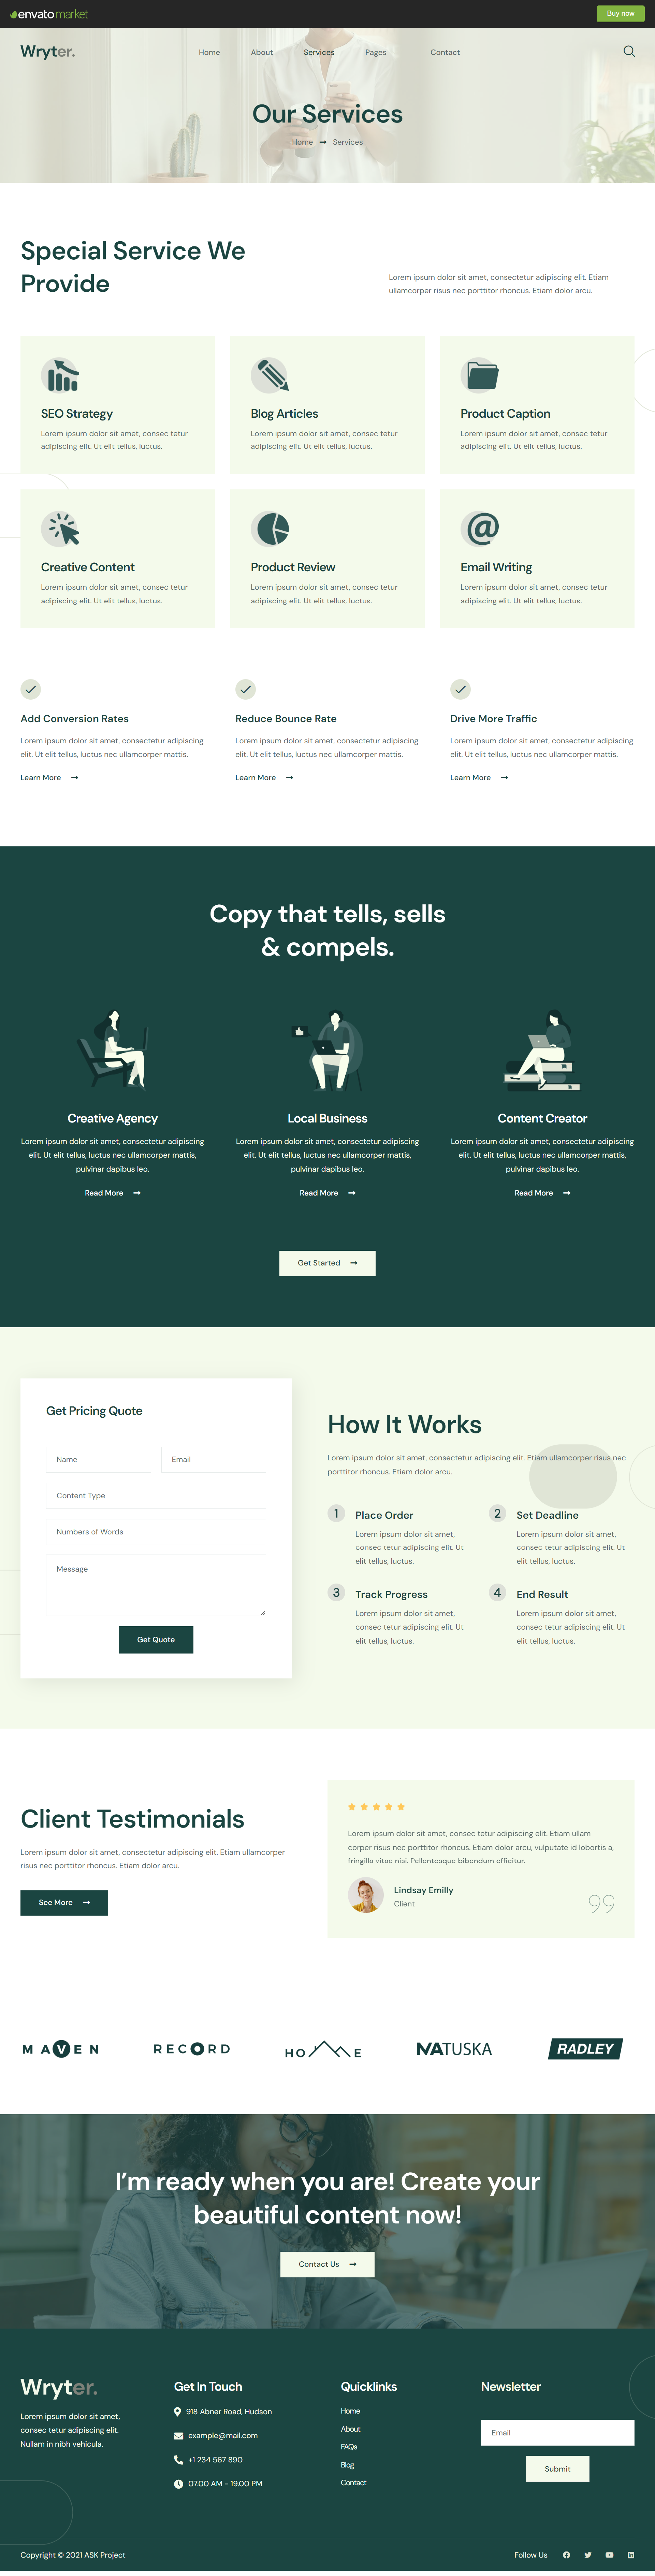 envatomarket
Buy now
Wryter.
Home
About
Services
Pages
Contact
Our Services
Home
Services
Special Service We
Provide
Lorem ipsum dolor sit amet, consectetur adipiscing elit. Etiam
ullamcorper risus nec porttitor rhoncus. Etiam dolor arcu.
SEO Strategy
Lorem ipsum dolor sit amet, consec tetur
adipiscing elit. Ut elit tellus, luctus.
Blog Articles
Lorem ipsum dolor sit amet, consec tetur
adipiscing elit. Ut elit tellus, luctus.
Product Caption
Lorem ipsum dolor sit amet, consec tetur
adipiscing elit. Ut elit tellus, luctus.
Creative Content
Lorem ipsum dolor sit amet, consec tetur
adipiscing elit. Ut elit tellus, luctus.
Product Review
Lorem ipsum dolor sit amet, consec tetur
adipiscing elit. Ut elit tellus, luctus.
Email Writing
Lorem ipsum dolor sit amet, consec tetur
adipiscing elit. Ut elit tellus, luctus.
Add Conversion Rates
Lorem ipsum dolor sit amet, consectetur adipiscing
elit. Ut elit tellus, luctus nec ullamcorper mattis.
Learn More
Reduce Bounce Rate
Lorem ipsum dolor sit amet, consectetur adipiscing
elit. Ut elit tellus, luctus nec ullamcorper mattis.
Learn More
Drive More Traffic
Lorem ipsum dolor sit amet, consectetur adipiscing
elit. Ut elit tellus, luctus nec ullamcorper mattis.
Learn More
Copy that tells, sells
& compels.
Creative Agency
Lorem ipsum dolor sit amet, consectetur adipiscing
elit. Ut elit tellus, luctus nec ullamcorper mattis,
pulvinar dapibus leo.
Read More
Local Business
Lorem ipsum dolor sit amet, consectetur adipiscing
elit. Ut elit tellus, luctus nec ullamcorper mattis,
pulvinar dapibus leo.
Read More
Content Creator
Lorem ipsum dolor sit amet, consectetur adipiscing
elit. Ut elit tellus, luctus nec ullamcorper mattis,
pulvinar dapibus leo.
Read More
Get Started
Get Pricing Quote
Name
Email
Content Type
Numbers of Words
Message
Get Quote
How It Works
Lorem ipsum dolor sit amet, consectetur adipiscing elit. Etiam ullamcorper risus nec
porttitor rhoncus. Etiam dolor arcu.
1
Place Order
Lorem ipsum dolor sit amet,
consec tetur adipiscing elit. Ut
elit tellus, luctus.
2
Set Deadline
Lorem ipsum dolor sit amet,
consec tetur adipiscing elit. Ut
elit tellus, luctus.
3
Track Progress
Lorem ipsum dolor sit amet,
consec tetur adipiscing elit. Ut
elit tellus, luctus.
4
End Result
Lorem ipsum dolor sit amet,
consec tetur adipiscing elit. Ut
elit tellus, luctus.
Client Testimonials
Lorem ipsum dolor sit amet, consectetur adipiscing elit. Etiam ullamcorper
risus nec porttitor rhoncus. Etiam dolor arcu.
See More
Lorem ipsum dolor sit amet, consec tetur adipiscing elit. Etiam ullam
corper risus nec porttitor rhoncus. Etiam dolor arcu, vulputate id lobortis a,
fringilla vitae nisi. Pellentesque bibendum efficitur.
Lindsay Emilly
Client
MAVEN
RECORD
HOME
NATUSKA
RADLEY
I'm ready when you are! Create your
beautiful content now!
Contact Us
Wryter.
Lorem ipsum dolor sit amet,
consec tetur adipiscing elit.
Nullam in nibh vehicula.
Get In Touch
918 Abner Road, Hudson
example@mail.com
+1 234 567 890
07.00 AM - 19.00 PM
Quicklinks
Home
About
FAQs
Blog
Contact
Newsletter
Email
Submit
Copyright © 2021 ASK Project
Follow Us